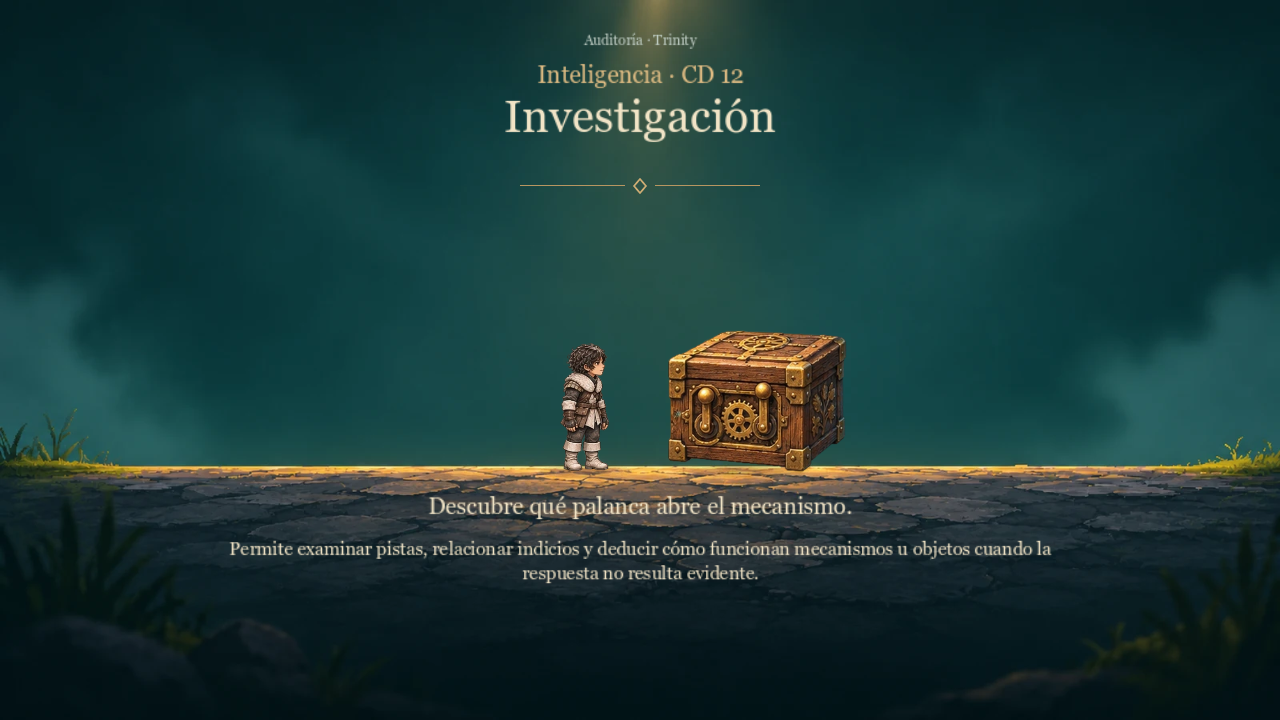 Auditoría · Trinity
Inteligencia · CD 12
Investigación
Descubre qué palanca abre el mecanismo.
Permite examinar pistas, relacionar indicios y deducir cómo funcionan mecanismos u objetos cuando la
respuesta no resulta evidente.